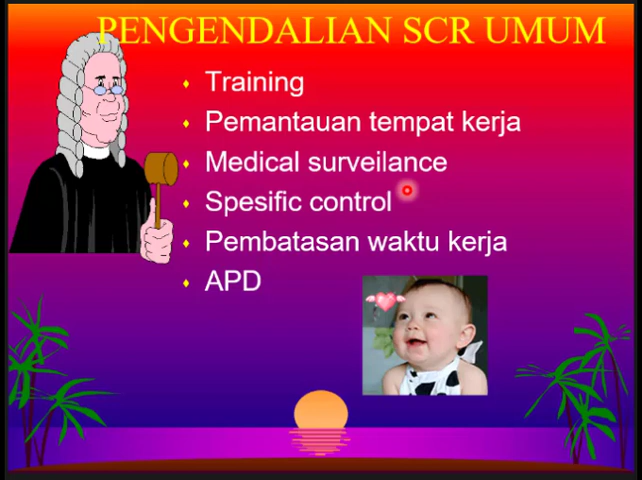 PENGENDALIAN SCR UMUM
Training
Pemantauan tempat kerja
Medical surveilance
Spesific control
Pembatasan waktu kerja
APD